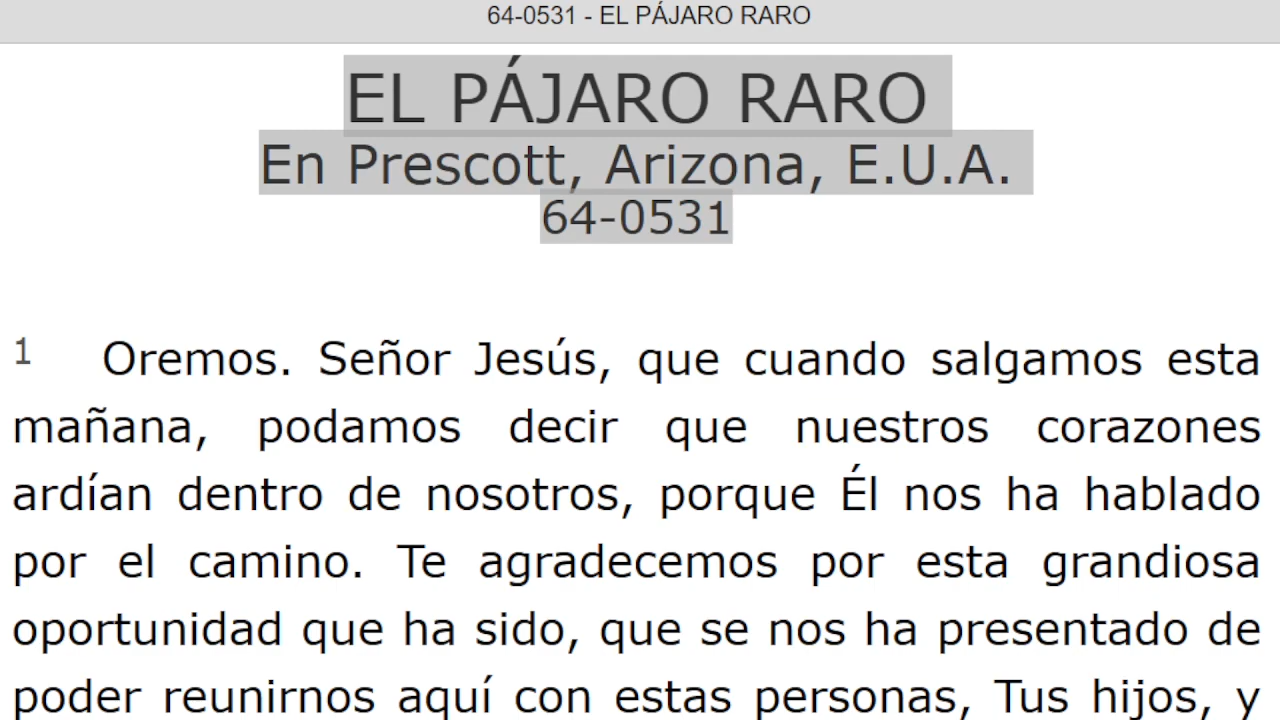 64-0531 - EL PÁJARO RARO
EL PÁJARO RARO
En Prescott, Arizona, E.U.A.
64-0531
1 Oremos. Señor Jesús, que cuando salgamos esta
mañana, podamos decir que nuestros corazones
ardían dentro de nosotros, porque Él nos ha hablado
por el camino. Te agradecemos por esta grandiosa
oportunidad que ha sido, que se nos ha presentado de
poder reunirnos aquí con estas personas, Tus hijos, y